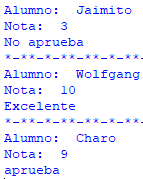 Alumno:  Jaimito
Nota:  3
No aprueba
*-**-*-**-**-*-**-
Alumno:  Wolfgang
Nota:  10
Excelente
*-**-*-**-**-*-**-
Alumno:  Charo
Nota:  9
aprueba